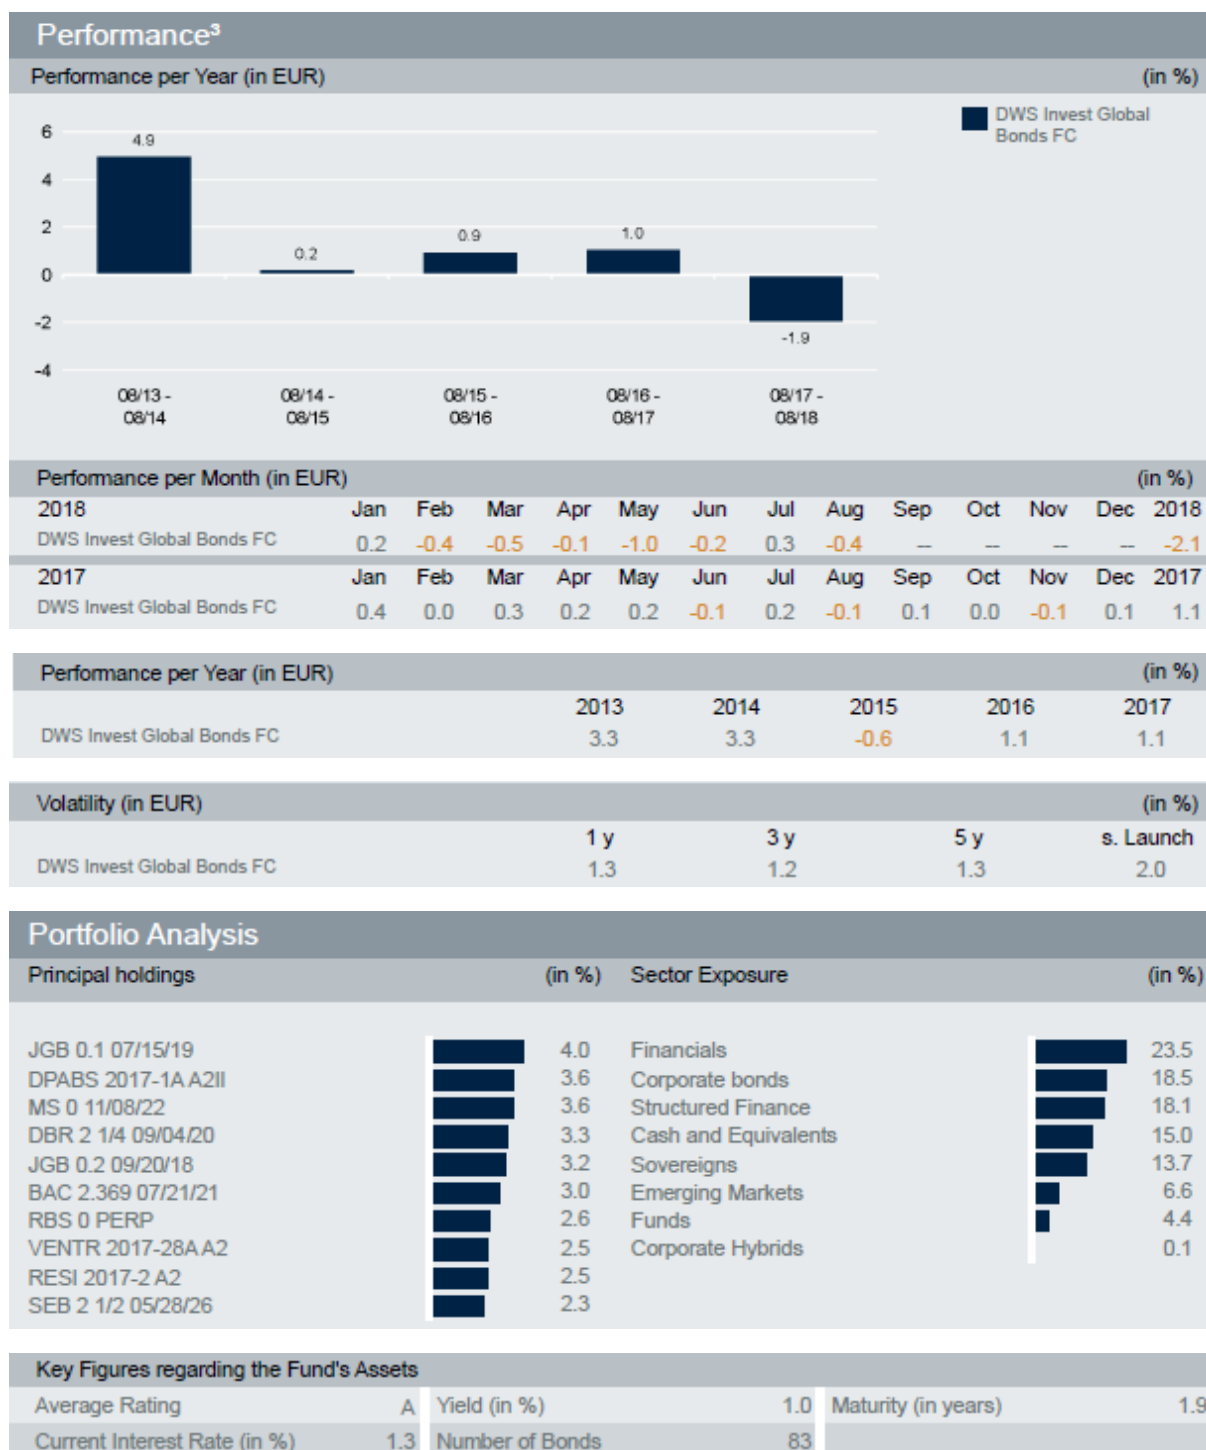 Performance³
Performance per Year (in EUR) (in %)
DWS Invest Global
Bonds FC
6
4
2
0
-2
-4
4.9
0.2
0.9
1.0
-1.9
08/13 - 08/14 - 08/15 - 08/16 - 08/17 -
08/14 08/15 08/16 08/17 08/18
Performance per Month (in EUR) (in %)
2018 Jan Feb Mar Apr May Jun Jul Aug Sep Oct Nov Dec 2018
DWS Invest Global Bonds FC 0.2 -0.4 -0.5 -0.1 -1.0 -0.2 0.3 -0.4 -- -- -- -- -2.1
2017 Jan Feb Mar Apr May Jun Jul Aug Sep Oct Nov Dec 2017
DWS Invest Global Bonds FC 0.4 0.0 0.3 0.2 0.2 -0.1 0.2 -0.1 0.1 0.0 -0.1 0.1 1.1
Performance per Year (in EUR) (in %)
2013 2014 2015 2016 2017
DWS Invest Global Bonds FC 3.3 3.3 -0.6 1.1 1.1
Volatility (in EUR) (in %)
1 y 3 y 5 y s. Launch
DWS Invest Global Bonds FC 1.3 1.2 1.3 2.0
Portfolio Analysis
Principal holdings (in %) Sector Exposure (in %)
JGB 0.1 07/15/19 4.0 Financials 23.5
DPABS 2017-1A A2II 3.6 Corporate bonds 18.5
MS 0 11/08/22 3.6 Structured Finance 18.1
DBR 2 1/4 09/04/20 3.3 Cash and Equivalents 15.0
JGB 0.2 09/20/18 3.2 Sovereigns 13.7
BAC 2.369 07/21/21 3.0 Emerging Markets 6.6
RBS 0 PERP 2.6 Funds 4.4
VENTR 2017-28A A2 2.5 Corporate Hybrids 0.1
RESI 2017-2 A2 2.5
SEB 2 1/2 05/28/26 2.3
Key Figures regarding the Fund's Assets
Average Rating A Yield (in %) 1.0 Maturity (in years) 1.9
Current Interest Rate (in %) 1.3 Number of Bonds 83